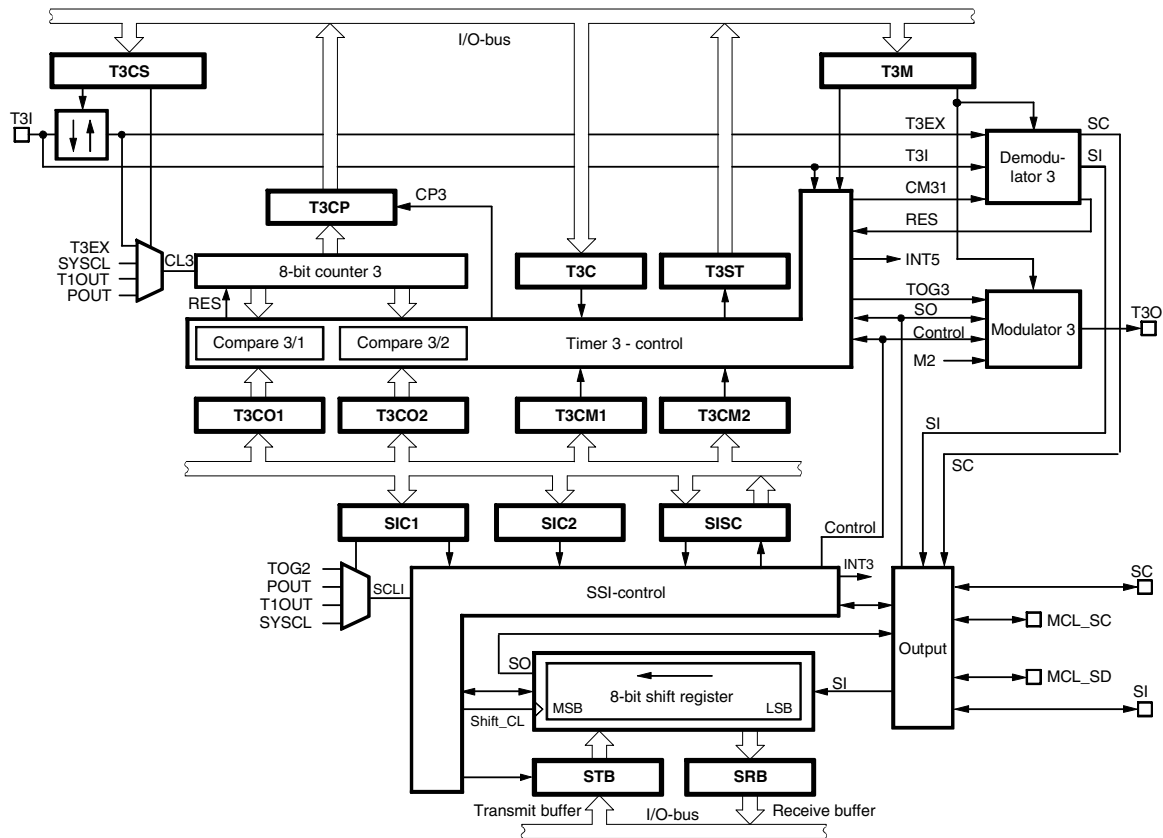 I/O-bus
T3CS
T3M
T3I
T3EX
SC
T3I
SI
Demodu-
lator 3
CM31
T3CP
CP3
RES
T3EX
SYSCL
T1OUT
POUT
CL3
8-bit counter 3
T3C
T3ST
INT5
RES
TOG3
SO
Control
M2
Modulator 3
T3O
Compare 3/1
Compare 3/2
Timer 3 - control
T3CO1
T3CO2
T3CM1
T3CM2
SI
SC
SIC1
SIC2
SISC
Control
TOG2
POUT
T1OUT
SYSCL
SCLI
INT3
SSI-control
SC
MCL_SC
Output
MCL_SD
SI
SO
8-bit shift register
MSB
LSB
SI
Shift_CL
STB
SRB
Transmit buffer
I/O-bus
Receive buffer